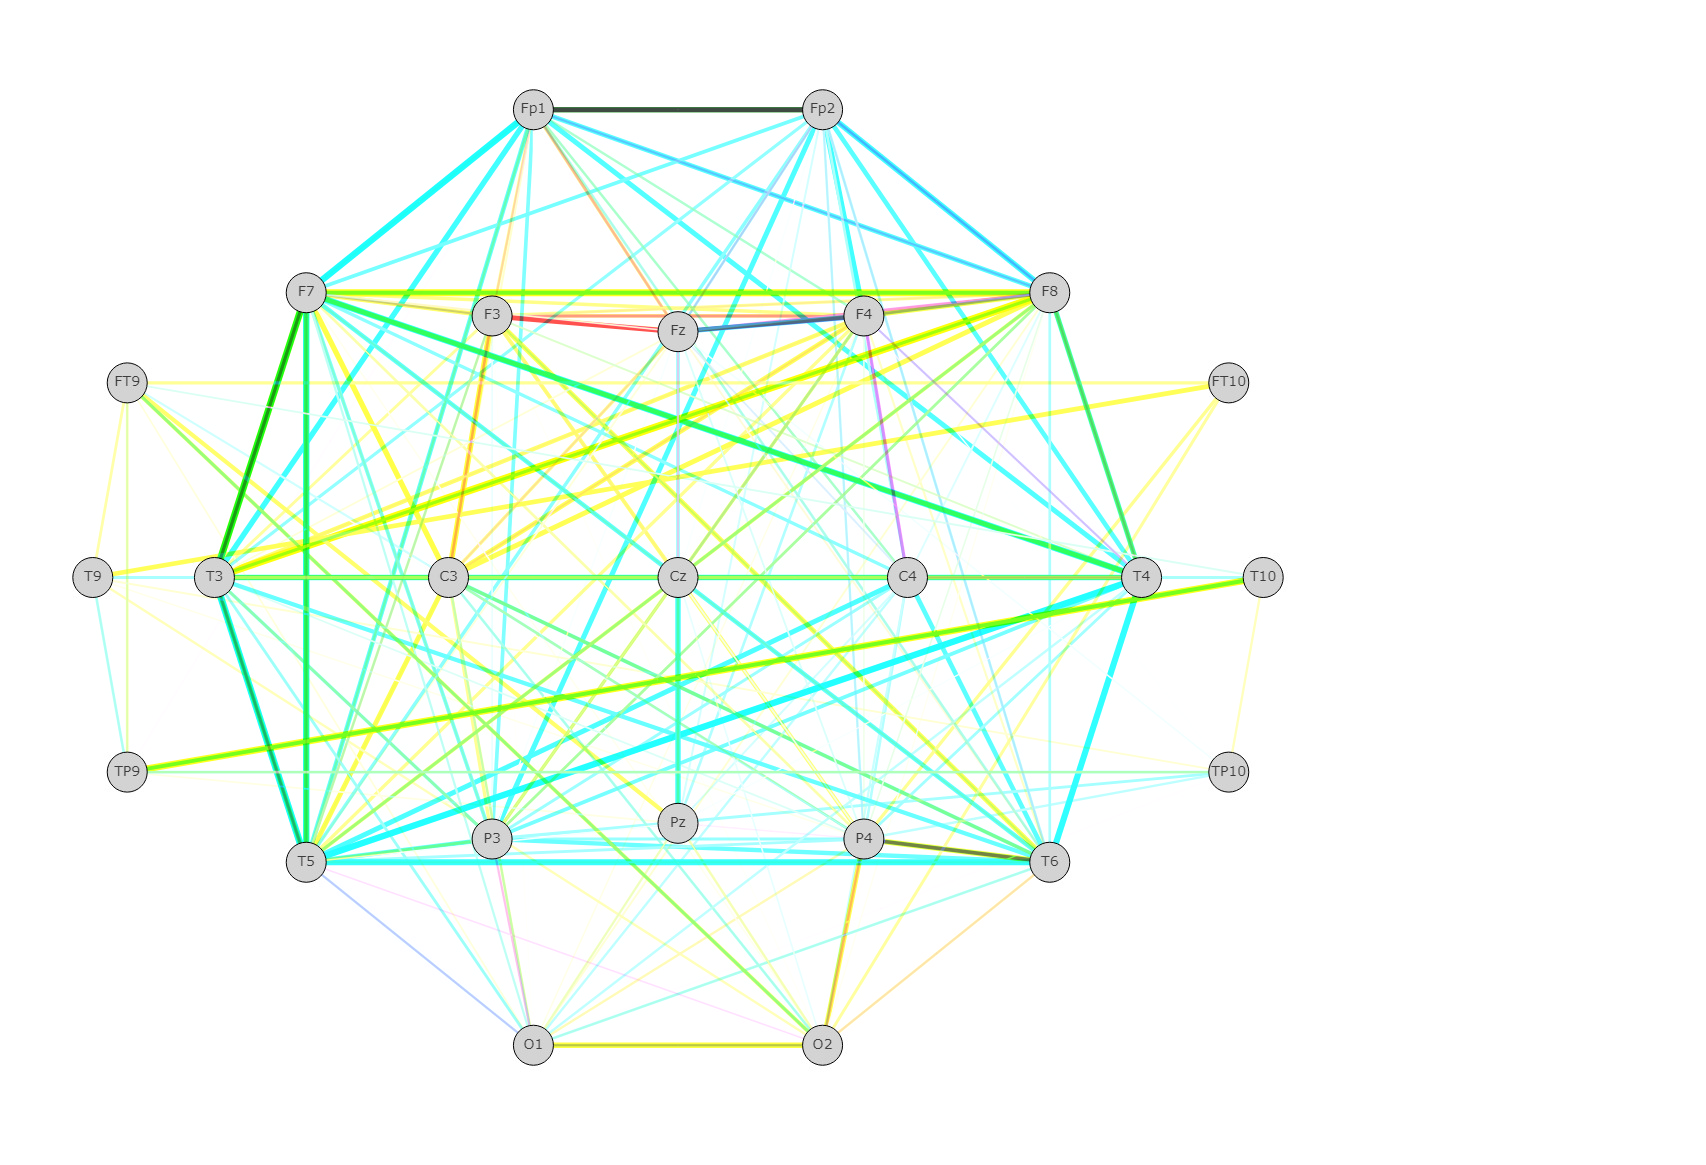 Fp1 Fp2
F7 F8
F3 Fz F4
FT9 FT10
T9 T3 C3 Cz C4 T4 T10
TP9 TP10
Pz
P3 P4
T5 T6
O1 O2